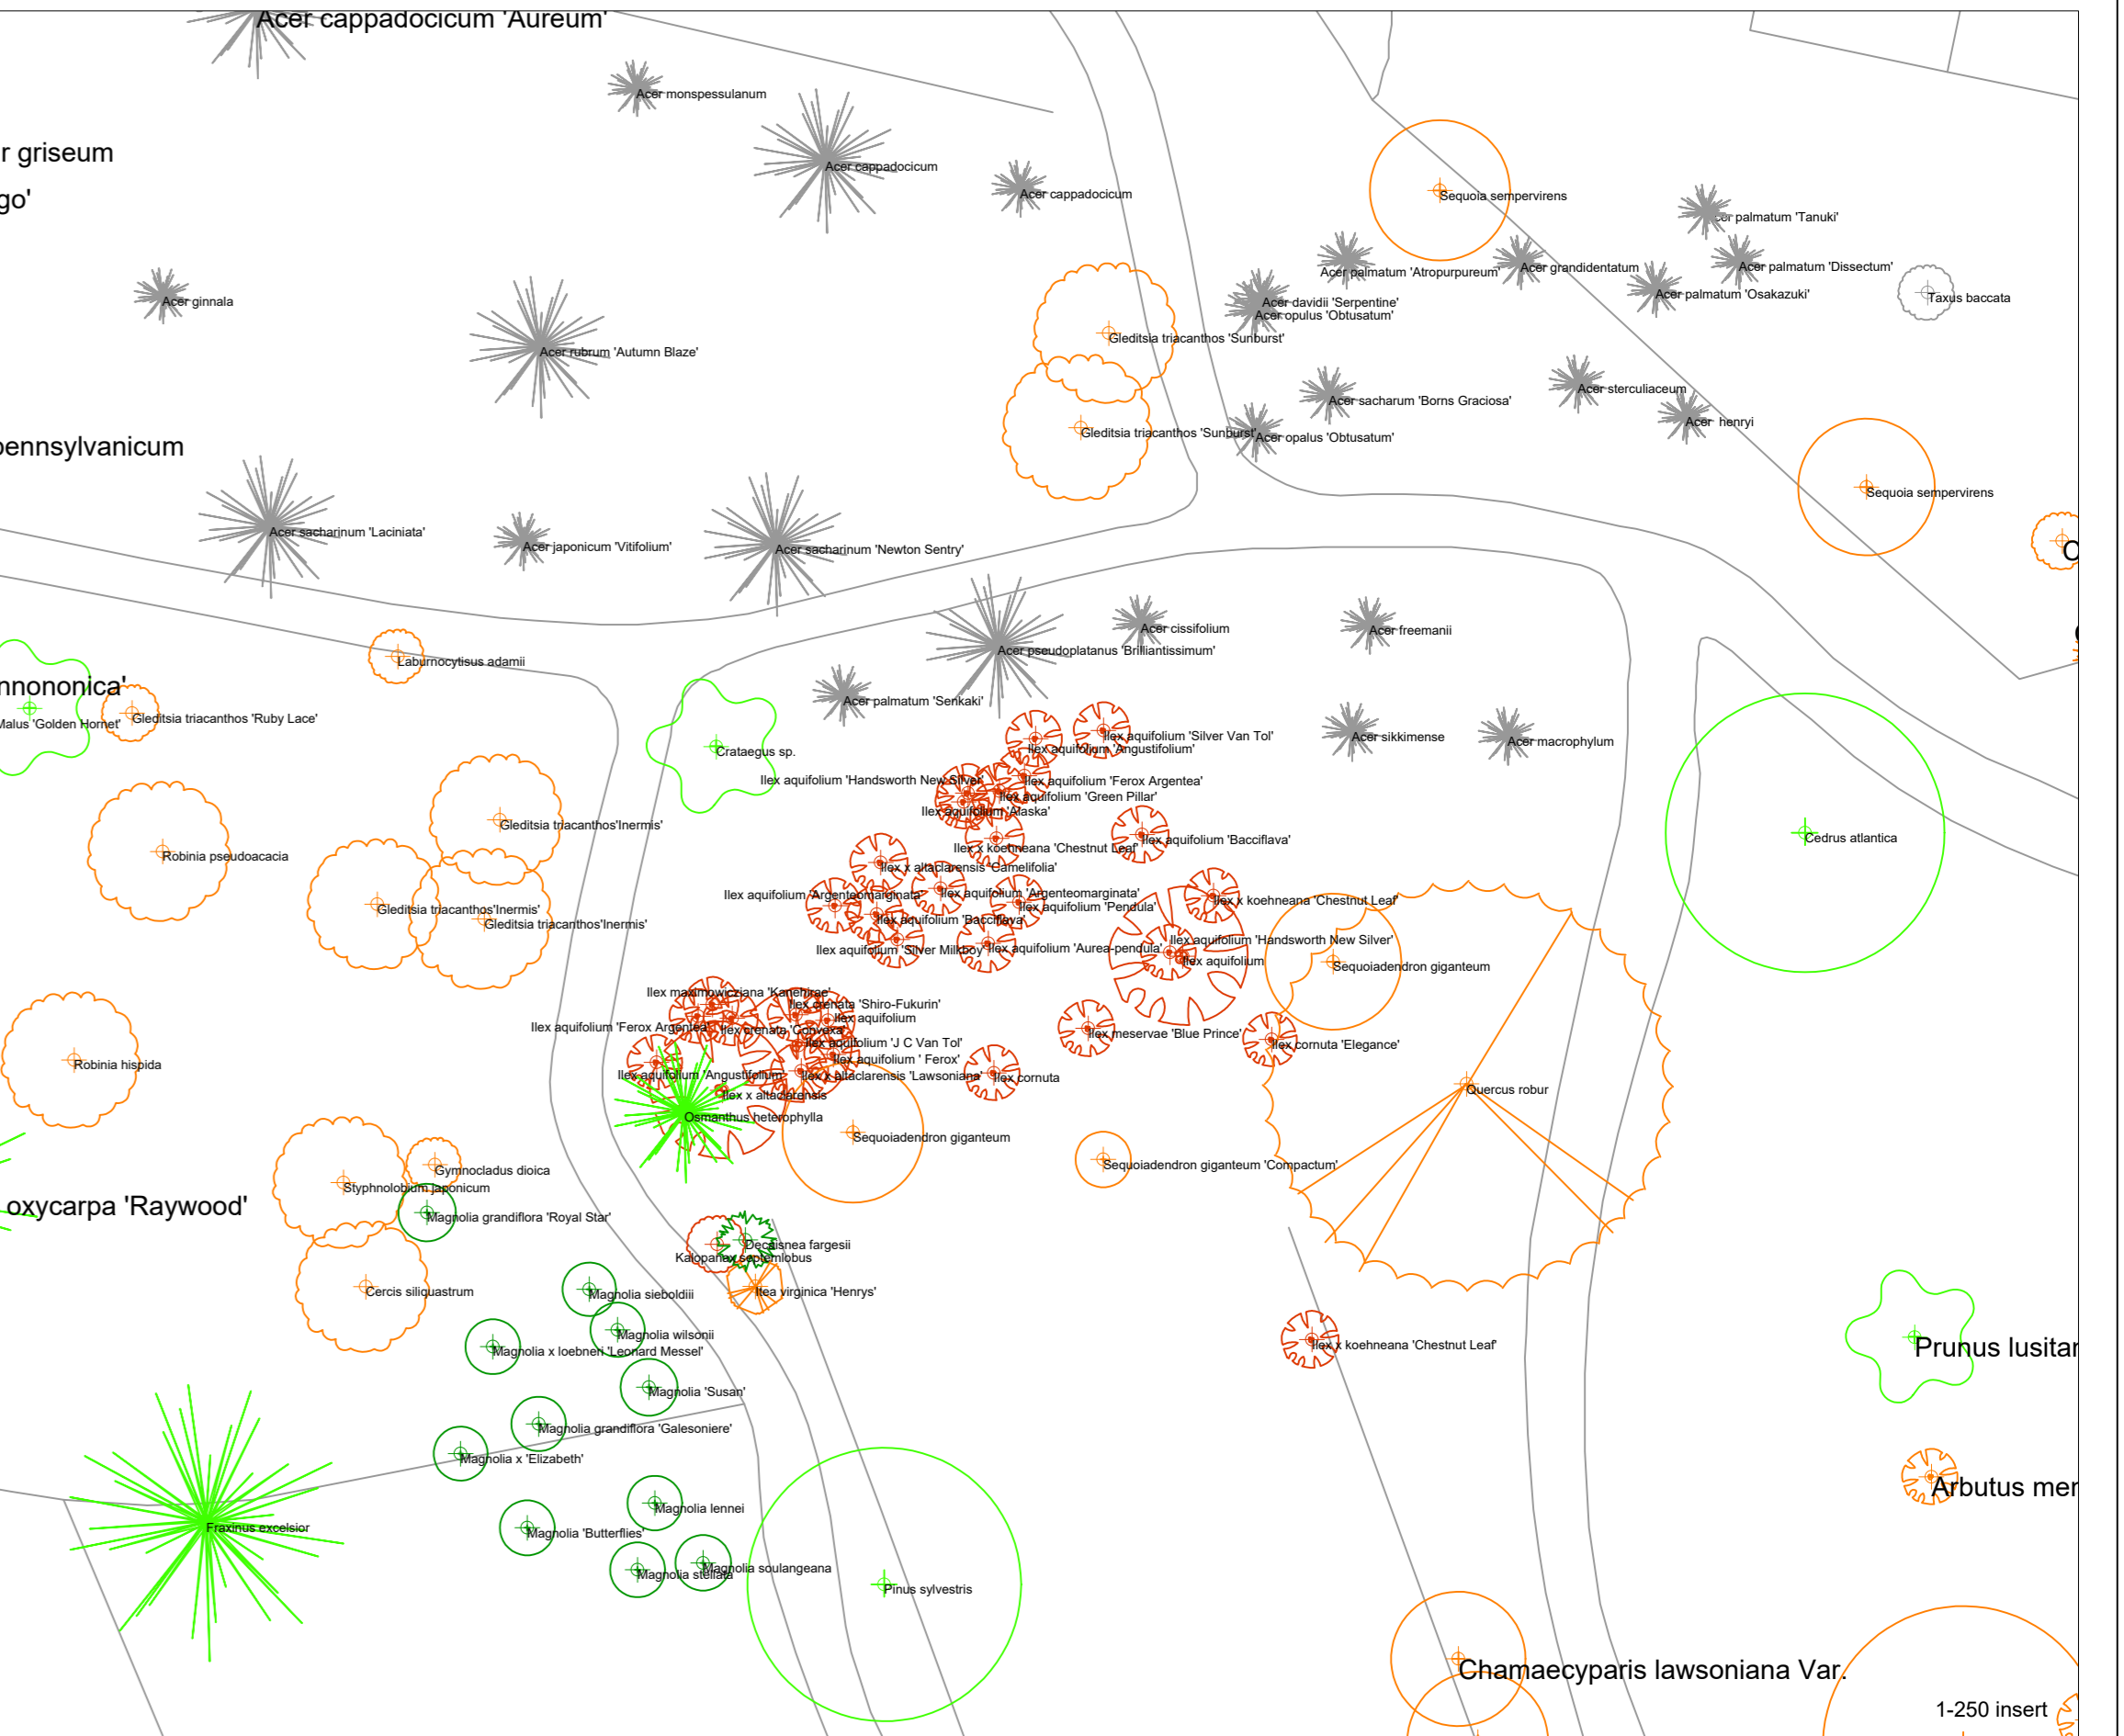 Acer cappadocicum 'Aureum'
Acer monspessulanum
r griseum
Acer cappadocicum
Acer cappadocicum
Sequoia sempervirens
go'
cer palmatum 'Tanuki'
Acer palmatum 'Atropurpureum'
Acer grandidentatum
Acer palmatum 'Dissectum'
Acer ginnala
Acer davidii 'Serpentine'
Acer palmatum 'Osakazuki'
Taxus baccata
Acer opulus 'Obtusatum'
Gleditsia triacanthos 'Sunburst'
Acer rubrum 'Autumn Blaze'
Acer sterculiaceum
Acer sacharum 'Borns Graciosa'
Acer henryi
Gleditsia triacanthos 'Sunburst'
Acer opalus 'Obtusatum'
pennsylvanicum
Sequoia sempervirens
Acer sacharinum 'Laciniata'
Acer japonicum 'Vitifolium'
Acer sacharinum 'Newton Sentry'
Acer cissifolium
Acer freemanii
Acer pseudoplatanus 'Brilliantissimum'
Laburnocytisus adamii
nnononica'
Acer palmatum 'Senkaki'
Malus 'Golden Hornet'
Gleditsia triacanthos 'Ruby Lace'
Ilex aquifolium 'Silver Van Tol'
Acer sikkimense
Acer macrophylum
Crataegus sp.
Ilex aquifolium 'Angustifolium'
Ilex aquifolium 'Handsworth New Silver'
Ilex aquifolium 'Ferox Argentea'
Ilex aquifolium 'Green Pillar'
Ilex aquifolium 'Alaska'
Gleditsia triacanthos'Inermis'
Ilex aquifolium 'Bacciflava'
Cedrus atlantica
Ilex x koehneana 'Chestnut Leaf'
Robinia pseudoacacia
Ilex x altaclarensis 'Camelifolia'
Ilex aquifolium 'Argenteomarginata'
Ilex aquifolium 'Argenteomarginata'
Ilex x koehneana 'Chestnut Leaf'
Gleditsia triacanthos'Inermis'
Ilex aquifolium 'Pendula'
Gleditsia triacanthos'Inermis'
Ilex aquifolium 'Bacciflava'
Ilex aquifolium 'Handsworth New Silver'
Ilex aquifolium 'Silver Milkboy'
Ilex aquifolium 'Aurea-pendula'
Ilex aquifolium
Sequoiadendron giganteum
Ilex maximowicziana 'Kanehirae'
Ilex crenata 'Shiro-Fukurin'
Ilex aquifolium
Ilex aquifolium 'Ferox Argentea'
Ilex crenata 'Convexa'
Ilex meservae 'Blue Prince'
Ilex aquifolium 'J C Van Tol'
Ilex cornuta 'Elegance'
Ilex aquifolium ' Ferox'
Robinia hispida
Ilex aquifolium 'Angustifolium'
Ilex x altaclarensis 'Lawsoniana'
Ilex cornuta
Quercus robur
Ilex x altaclarensis
Osmanthus heterophylla
Sequoiadendron giganteum
Sequoiadendron giganteum 'Compactum'
Gymnocladus dioica
Styphnolobium japonicum
oxycarpa 'Raywood'
Magnolia grandiflora 'Royal Star'
Decaisnea fargesii
Kalopanax septemlobus
Cercis siliquastrum
Magnolia sieboldiii
Itea virginica 'Henrys'
Magnolia wilsonii
Ilex x koehneana 'Chestnut Leaf'
Prunus lusitar
Magnolia x loebneri 'Leonard Messel'
Magnolia 'Susan'
Magnolia grandiflora 'Galesoniere'
Magnolia x 'Elizabeth'
Arbutus mer
Magnolia lennei
Fraxinus excelsior
Magnolia 'Butterflies'
Magnolia soulangeana
Magnolia stellata
Pinus sylvestris
Chamaecyparis lawsoniana Var.
1-250 insert